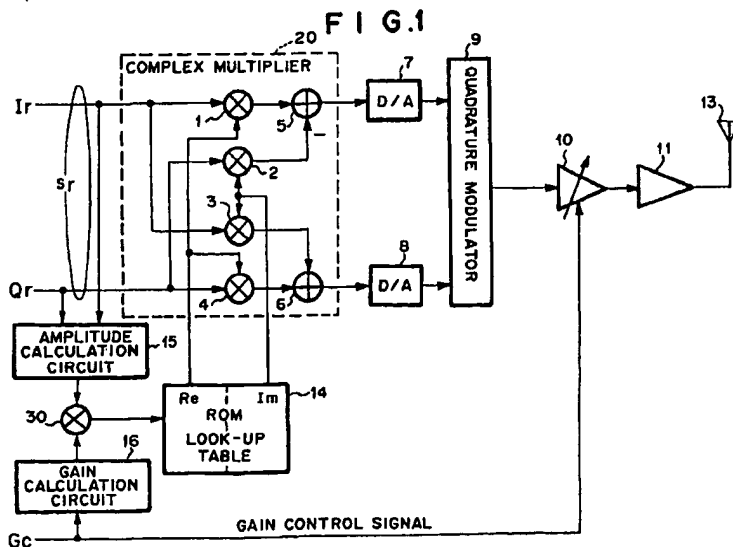 FIG.1
20
COMPLEX MULTIPLIER
7
D/A
9
QUADRATURE MODULATOR
13
Ir
1
5
−
10
11
2
Sr
3
8
D/A
Qr
4
6
AMPLITUDE
CALCULATION
CIRCUIT
15
Re
Im
14
ROM
LOOK-UP
TABLE
30
16
GAIN
CALCULATION
CIRCUIT
GAIN CONTROL SIGNAL
Gc